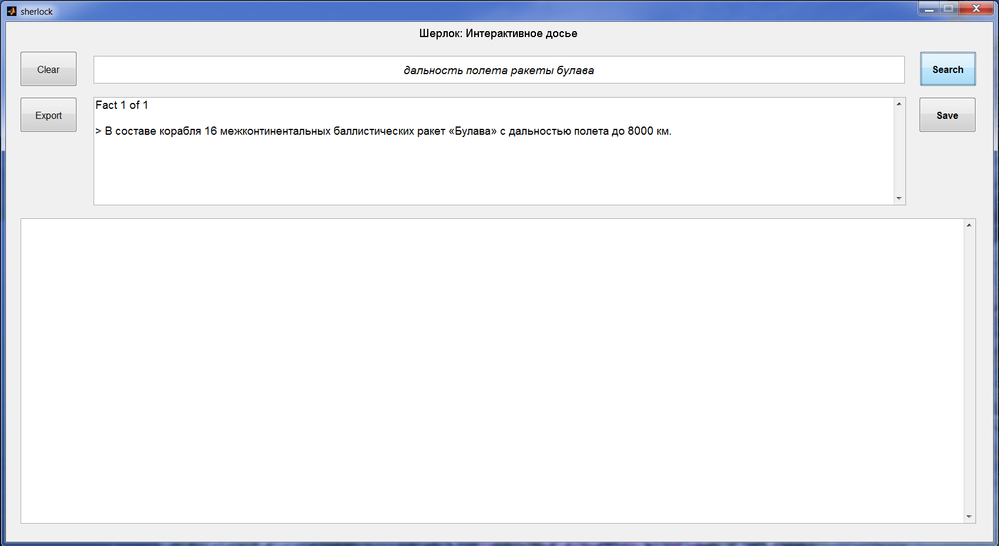 sherlock
Шерлок: Интерактивное досье
Clear
дальность полета ракеты булава
Search
Export
Fact 1 of 1
> В составе корабля 16 межконтинентальных баллистических ракет «Булава» с дальностью полета до 8000 км.
Save